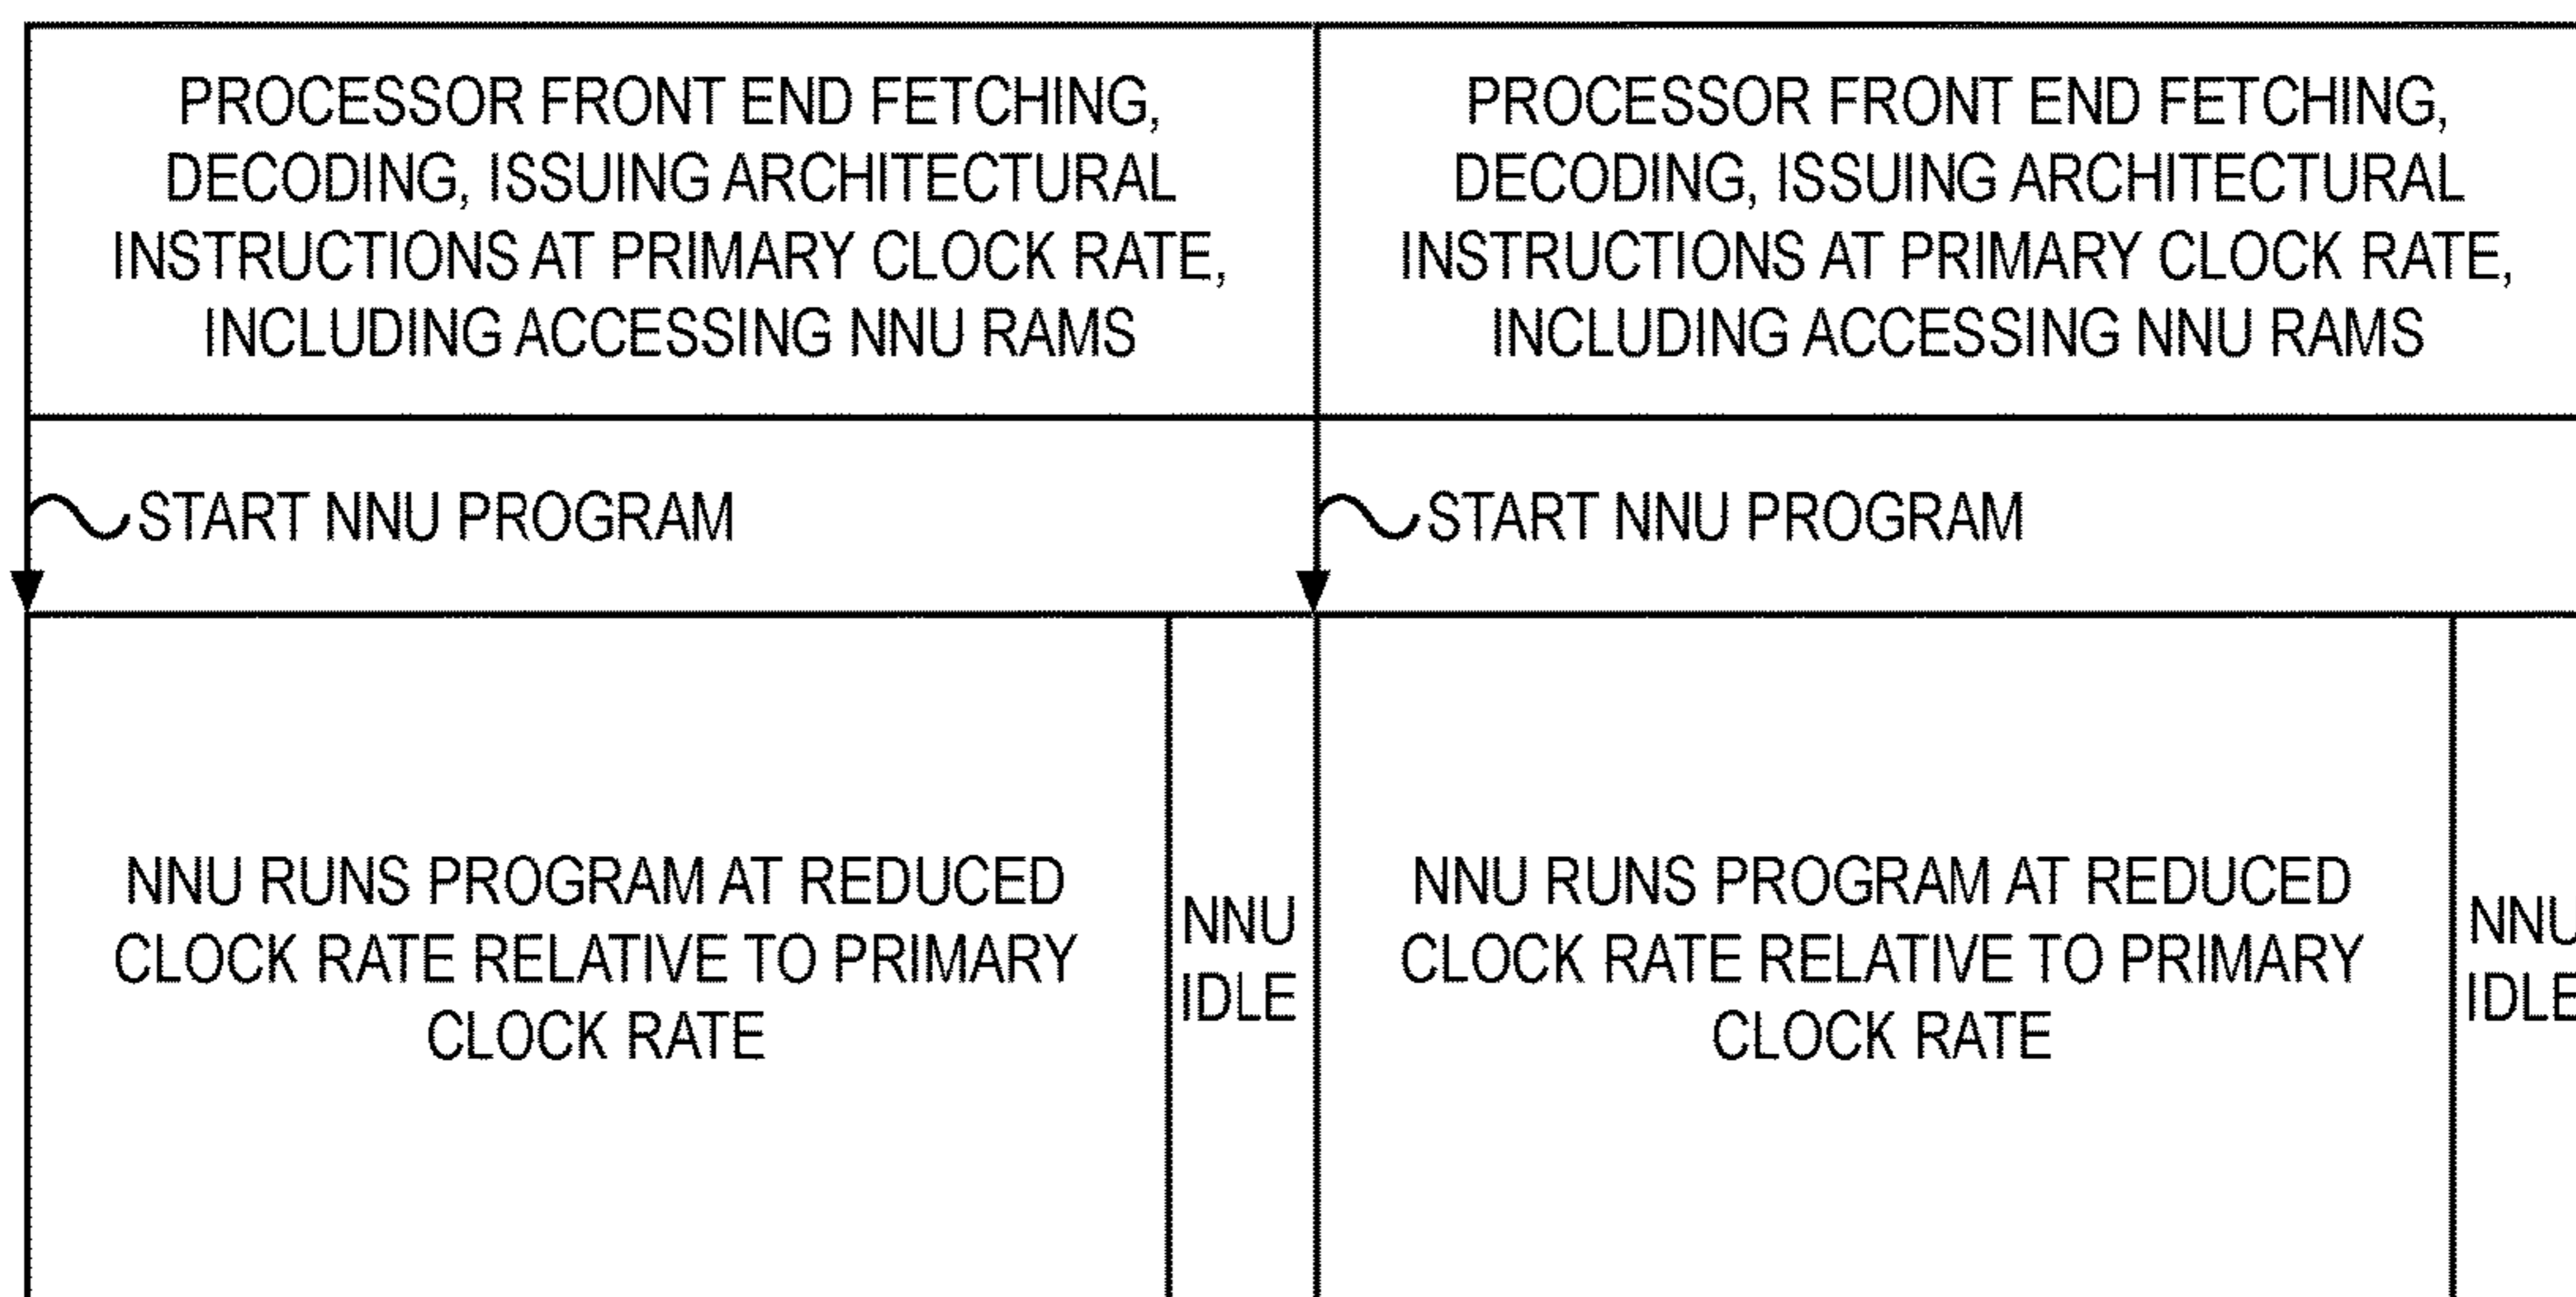 PROCESSOR FRONT END FETCHING,
DECODING, ISSUING ARCHITECTURAL
INSTRUCTIONS AT PRIMARY CLOCK RATE,
INCLUDING ACCESSING NNU RAMS
PROCESSOR FRONT END FETCHING,
DECODING, ISSUING ARCHITECTURAL
INSTRUCTIONS AT PRIMARY CLOCK RATE,
INCLUDING ACCESSING NNU RAMS
START NNU PROGRAM
START NNU PROGRAM
NNU RUNS PROGRAM AT REDUCED
CLOCK RATE RELATIVE TO PRIMARY
CLOCK RATE
NNU
IDLE
NNU RUNS PROGRAM AT REDUCED
CLOCK RATE RELATIVE TO PRIMARY
CLOCK RATE
NNU
IDLE